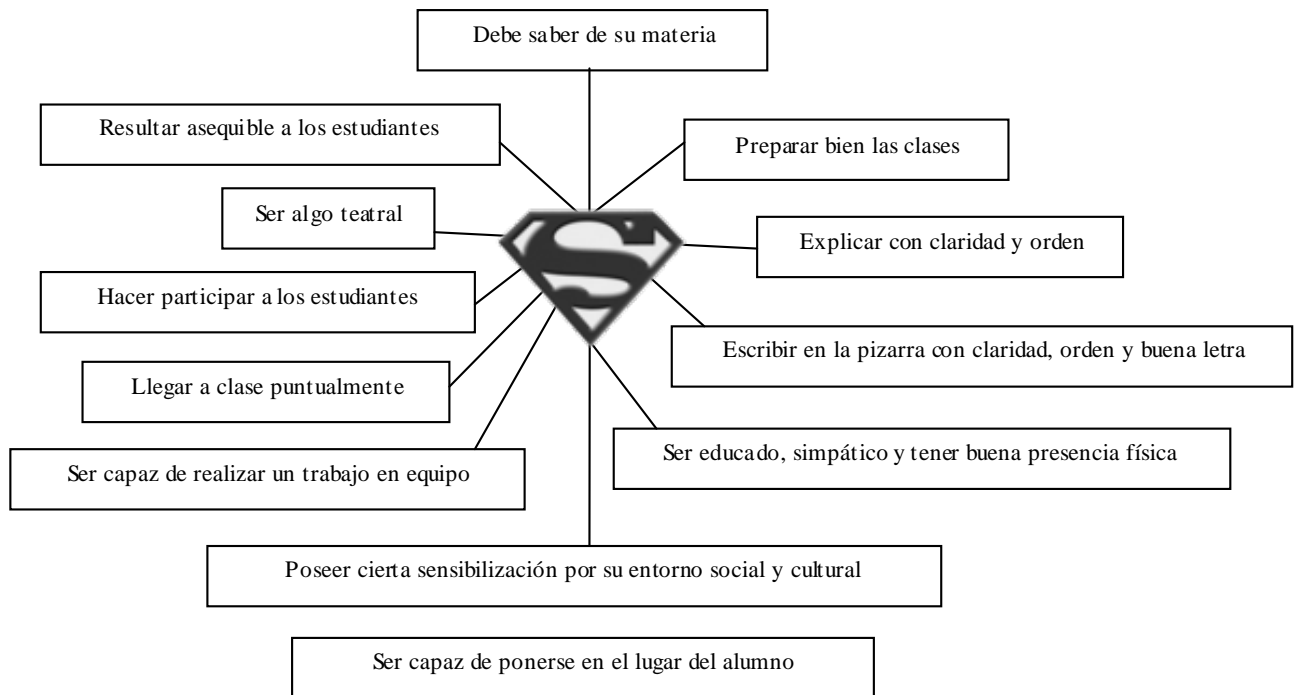 Debe saber de su materia
Resultar asequible a los estudiantes
Preparar bien las clases
Ser algo teatral
Explicar con claridad y orden
Hacer participar a los estudiantes
Escribir en la pizarra con claridad, orden y buena letra
Llegar a clase puntualmente
Ser educado, simpático y tener buena presencia física
Ser capaz de realizar un trabajo en equipo
Poseer cierta sensibilización por su entorno social y cultural
Ser capaz de ponerse en el lugar del alumno
S